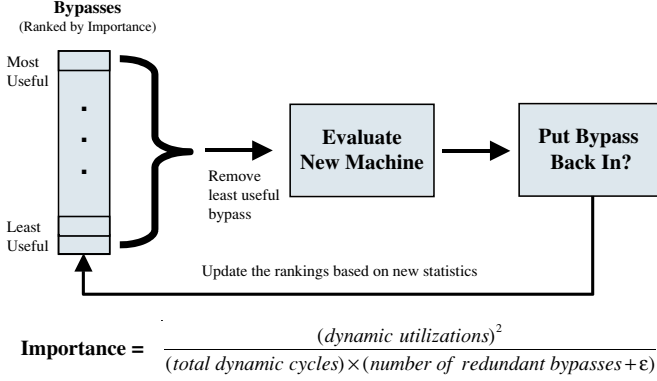 Bypasses
(Ranked by Importance)
Most
Useful
Least
Useful
Remove
least useful
bypass
Evaluate
New Machine
Put Bypass
Back In?
Update the rankings based on new statistics
Importance = (dynamic utilizations)² / (total dynamic cycles)×(number of redundant bypasses+ε)